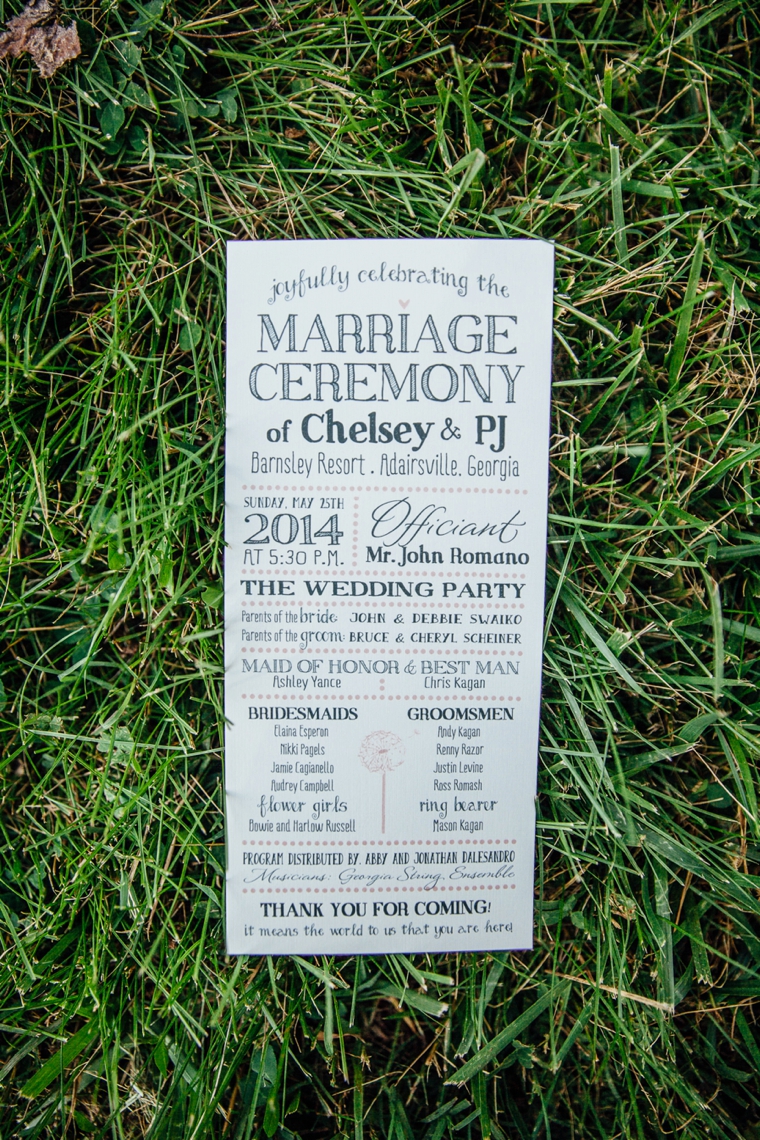 joyfully celebrating the
MARRIAGE
CEREMONY
of Chelsey & PJ
Barnsley Resort . Adairsville. Georgia
SUNDAY, MAY 25TH
2014
AT 5:30 P.M.
Officiant
Mr. John Romano
THE WEDDING PARTY
Parents of the bride: JOHN & DEBBIE SWAIKO
Parents of the groom: BRUCE & CHERYL SCHEINER
MAID OF HONOR & BEST MAN
Ashley Yance : Chris Kagan
BRIDESMAIDS
Elaina Esperon
Nikki Pagels
Jamie Cagianello
Audrey Campbell
flower girls
Bowie and Harlow Russell
GROOMSMEN
Andy Kagan
Renny Razor
Justin Levine
Ross Romash
ring bearer
Mason Kagan
PROGRAM DISTRIBUTED BY: ABBY AND JONATHAN DALESANDRO
Musicians: Georgia String Ensemble
THANK YOU FOR COMING!
it means the world to us that you are here!